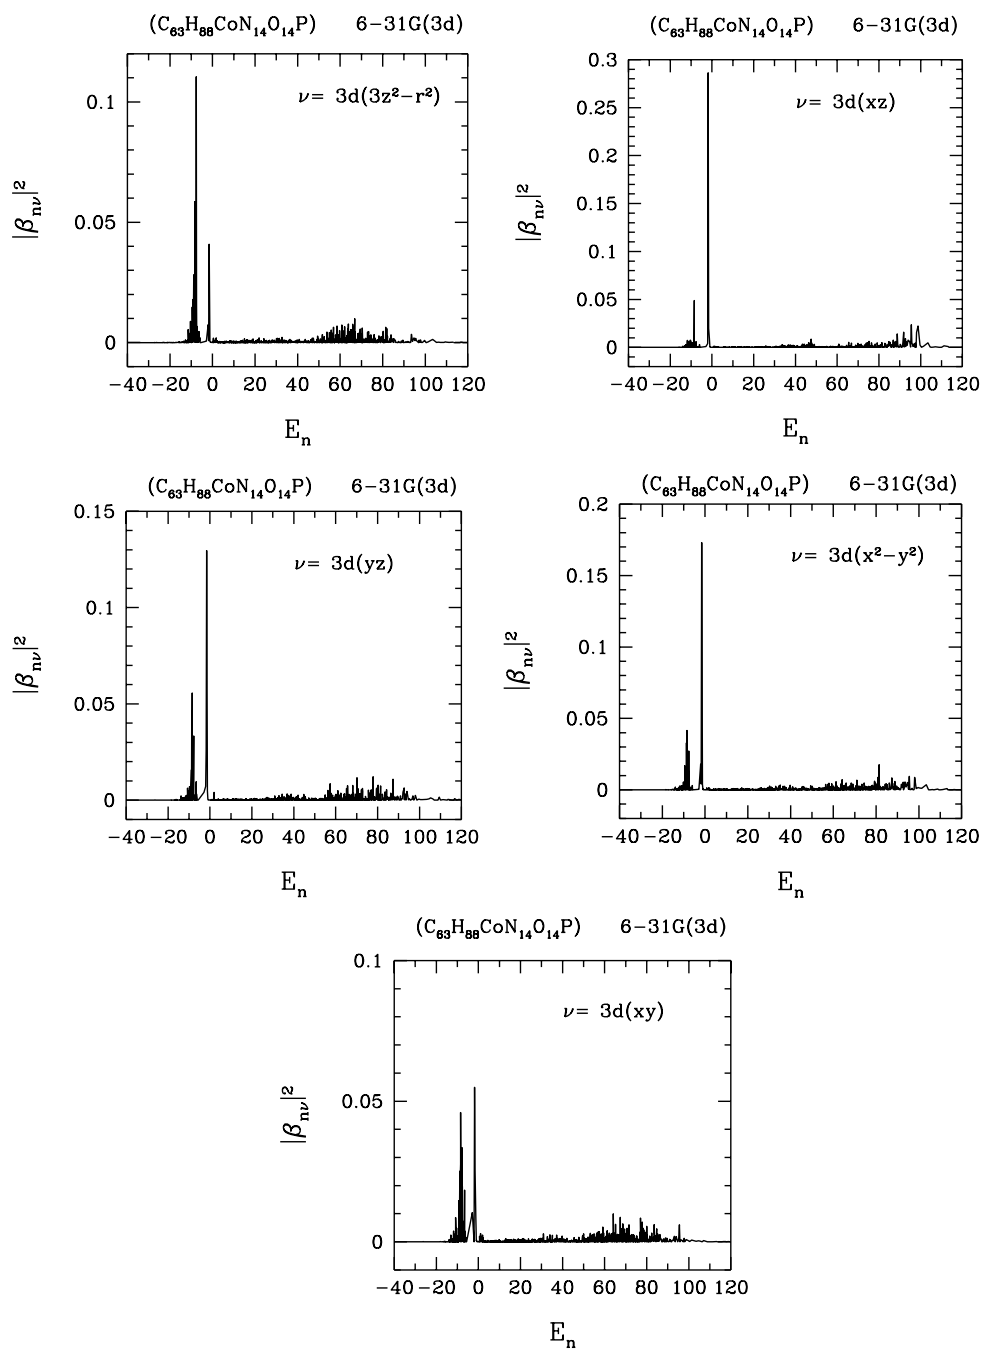 (C₆₃H₈₈CoN₁₄O₁₄P) 6−31G(3d)
ν= 3d(3z²−r²)
|βₙᵥ|²
0.1
0.05
0
−40 −20 0 20 40 60 80 100 120
Eₙ
(C₆₃H₈₈CoN₁₄O₁₄P) 6−31G(3d)
ν= 3d(xz)
|βₙᵥ|²
0.3
0.25
0.2
0.15
0.1
0.05
0
−40 −20 0 20 40 60 80 100 120
Eₙ
(C₆₃H₈₈CoN₁₄O₁₄P) 6−31G(3d)
ν= 3d(yz)
|βₙᵥ|²
0.15
0.1
0.05
0
−40 −20 0 20 40 60 80 100 120
Eₙ
(C₆₃H₈₈CoN₁₄O₁₄P) 6−31G(3d)
ν= 3d(x²−y²)
|βₙᵥ|²
0.2
0.15
0.1
0.05
0
−40 −20 0 20 40 60 80 100 120
Eₙ
(C₆₃H₈₈CoN₁₄O₁₄P) 6−31G(3d)
ν= 3d(xy)
|βₙᵥ|²
0.1
0.05
0
−40 −20 0 20 40 60 80 100 120
Eₙ